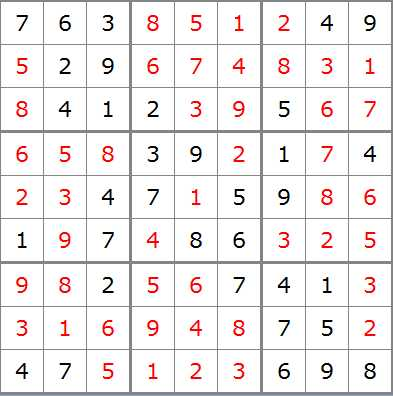 7 6 3 8 5 1 2 4 9
5 2 9 6 7 4 8 3 1
8 4 1 2 3 9 5 6 7
6 5 8 3 9 2 1 7 4
2 3 4 7 1 5 9 8 6
1 9 7 4 8 6 3 2 5
9 8 2 5 6 7 4 1 3
3 1 6 9 4 8 7 5 2
4 7 5 1 2 3 6 9 8